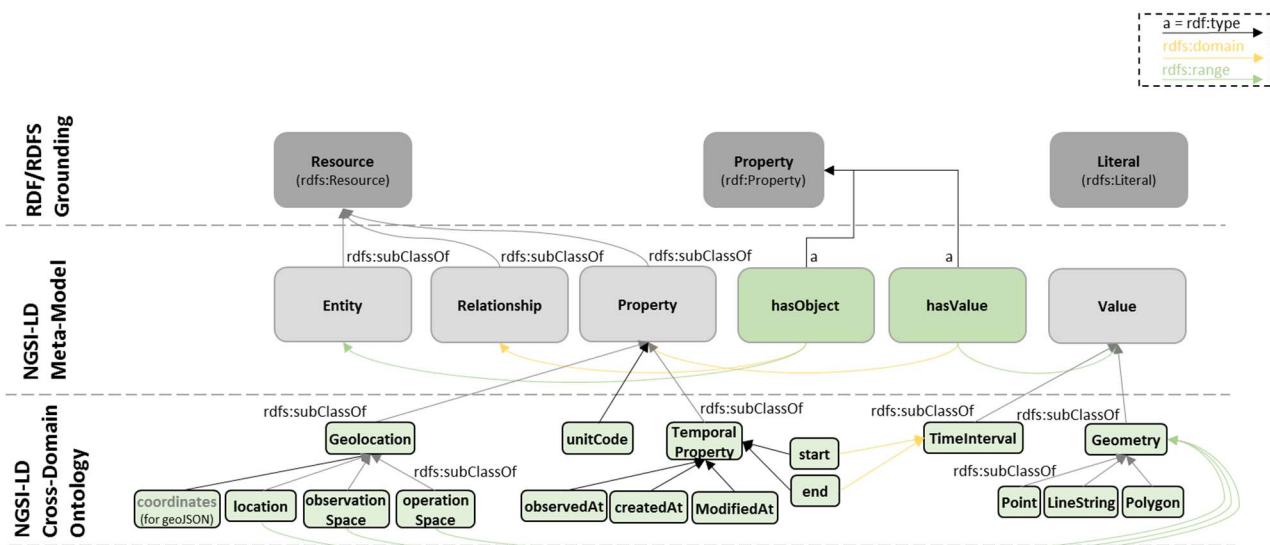 a = rdf:type
rdfs:domain
rdfs:range
RDF/RDFS
Grounding
Resource
(rdfs:Resource)
Property
(rdf:Property)
Literal
(rdfs:Literal)
NGSI-LD
Meta-Model
rdfs:subClassOf
rdfs:subClassOf
rdfs:subClassOf
a
a
Entity
Relationship
Property
hasObject
hasValue
Value
NGSI-LD
Cross-Domain
Ontology
rdfs:subClassOf
rdfs:subClassOf
rdfs:subClassOf
rdfs:subClassOf
Geolocation
unitCode
Temporal
Property
start
end
TimeInterval
Geometry
rdfs:subClassOf
rdfs:subClassOf
coordinates
(for geoJSON)
location
observation
Space
operation
Space
observedAt
createdAt
ModifiedAt
Point
LineString
Polygon